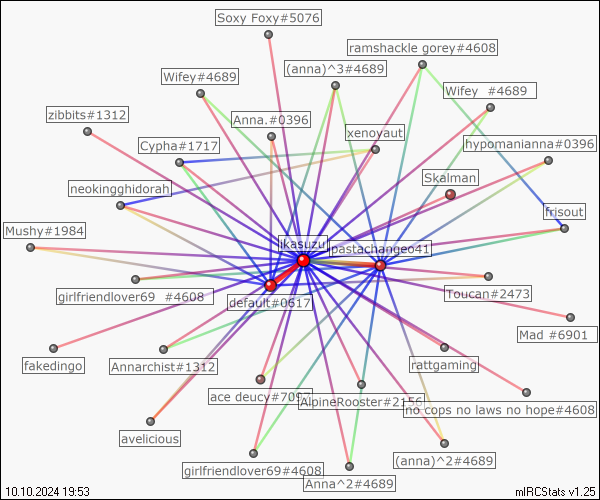 Soxy Foxy#5076
ramshackle gorey#4608
(anna)^3#4689
Wifey#4689
Wifey #4689
zibbits#1312
Anna.#0396
xenoyaut
Cypha#1717
hypomanianna#0396
Skalman
neokingghidorah
frisout
Mushy#1984
ikasuzu
pastachangeo41
girlfriendlover69 #4608
default#0617
Toucan#2473
Mad #6901
fakedingo
Annarchist#1312
rattgaming
ace deucy#7097
AlpineRooster#2156
no cops no laws no hope#4608
avelicious
girlfriendlover69#4608
(anna)^2#4689
Anna^2#4689
10.10.2024 19:53
mIRCStats v1.25